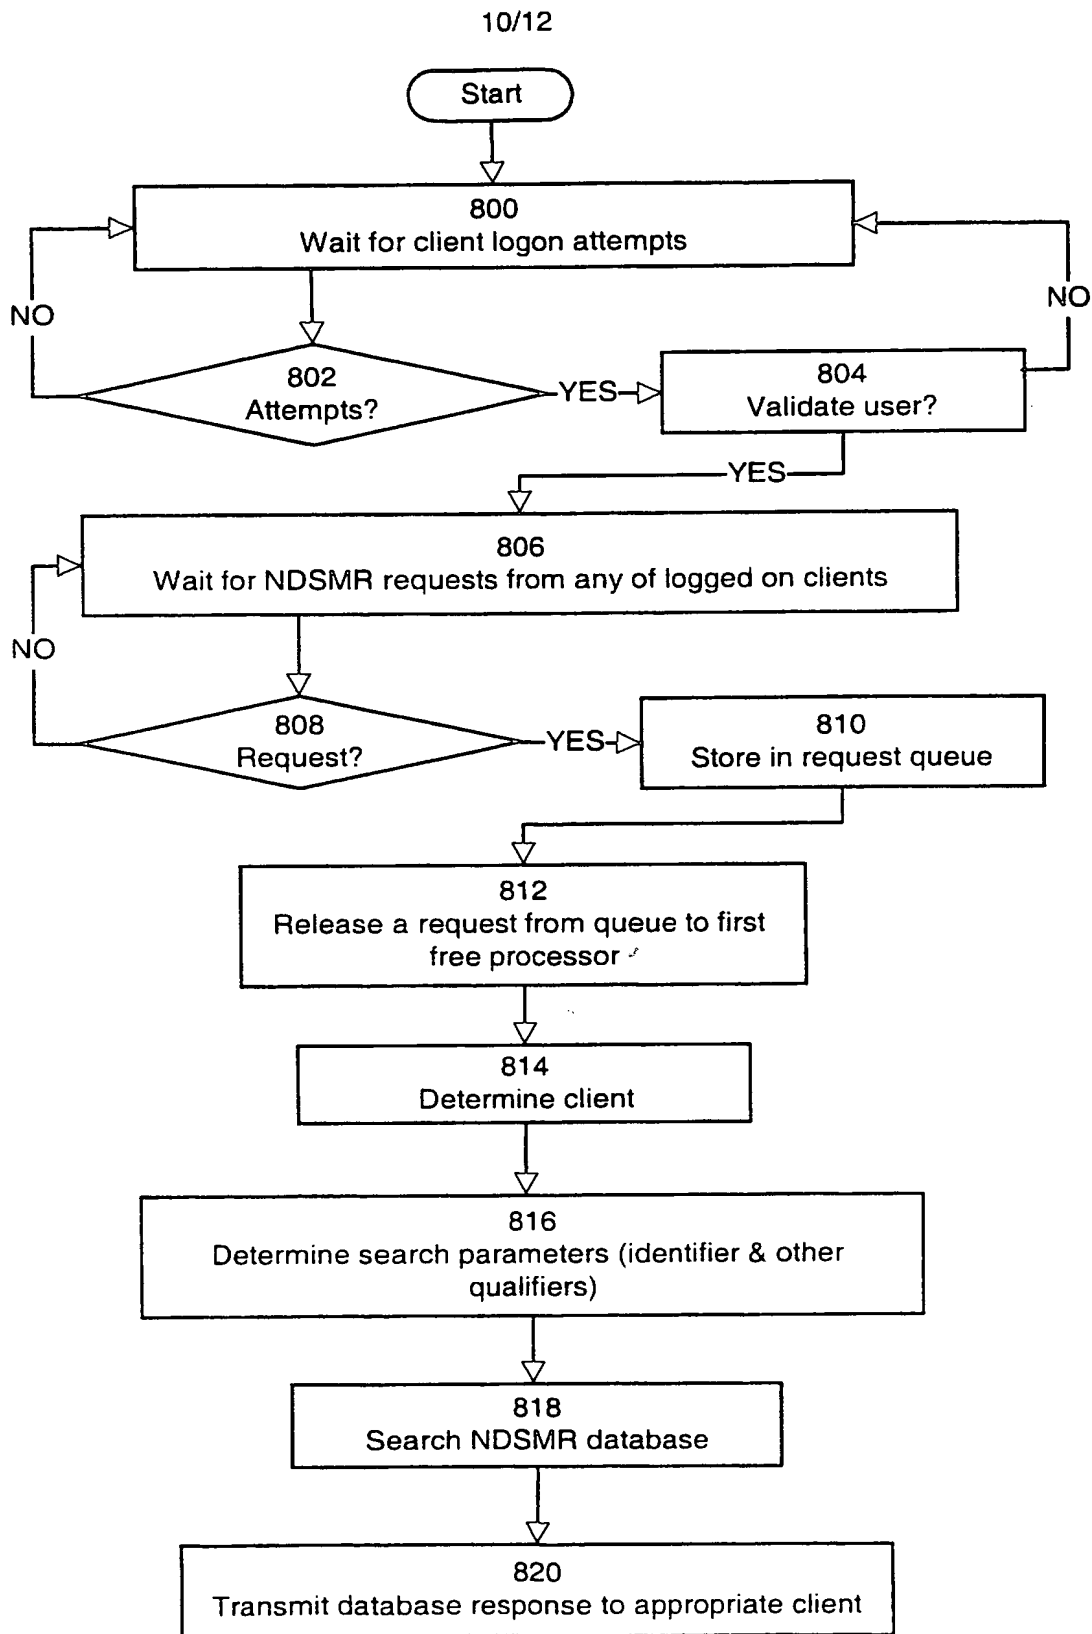 10/12
Start
800
Wait for client logon attempts
NO
NO
802
Attempts?
YES
804
Validate user?
YES
806
Wait for NDSMR requests from any of logged on clients
NO
808
Request?
YES
810
Store in request queue
812
Release a request from queue to first
free processor
814
Determine client
816
Determine search parameters (identifier & other
qualifiers)
818
Search NDSMR database
820
Transmit database response to appropriate client